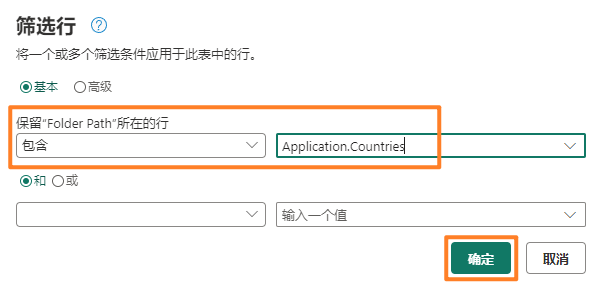 筛选行 ?
将一个或多个筛选条件应用于此表中的行。
基本 高级
保留“Folder Path”所在的行
包含 Application.Countries
和 或
输入一个值
确定 取消